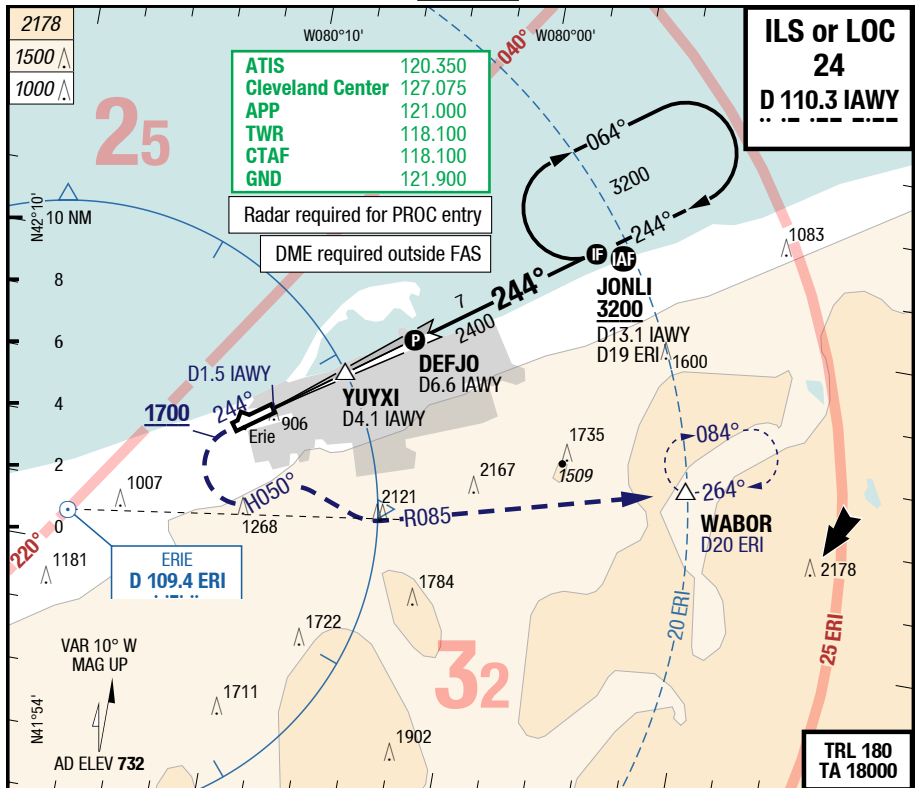 2178
1500
1000
W080°10'
W080°00'
ILS or LOC
24
D 110.3 IAWY
ATIS 120.350
Cleveland Center 127.075
APP 121.000
TWR 118.100
CTAF 118.100
GND 121.900
Radar required for PROC entry
DME required outside FAS
25
040°
064°
3200
244°
N42°10'
10 NM
8
6
4
2
0
1083
IF
IAF
JONLI
3200
D13.1 IAWY
D19 ERI
1600
244°
7
2400
P
DEFJO
D6.6 IAWY
YUYXI
D4.1 IAWY
D1.5 IAWY
244°
1700
906
Erie
1735
1509
084°
264°
WABOR
D20 ERI
1007
H050°
1268
2121
2167
R085
220°
1181
ERIE
D 109.4 ERI
2178
1784
1722
20 ERI
25 ERI
32
VAR 10° W
MAG UP
1711
N41°54'
1902
AD ELEV 732
TRL 180
TA 18000